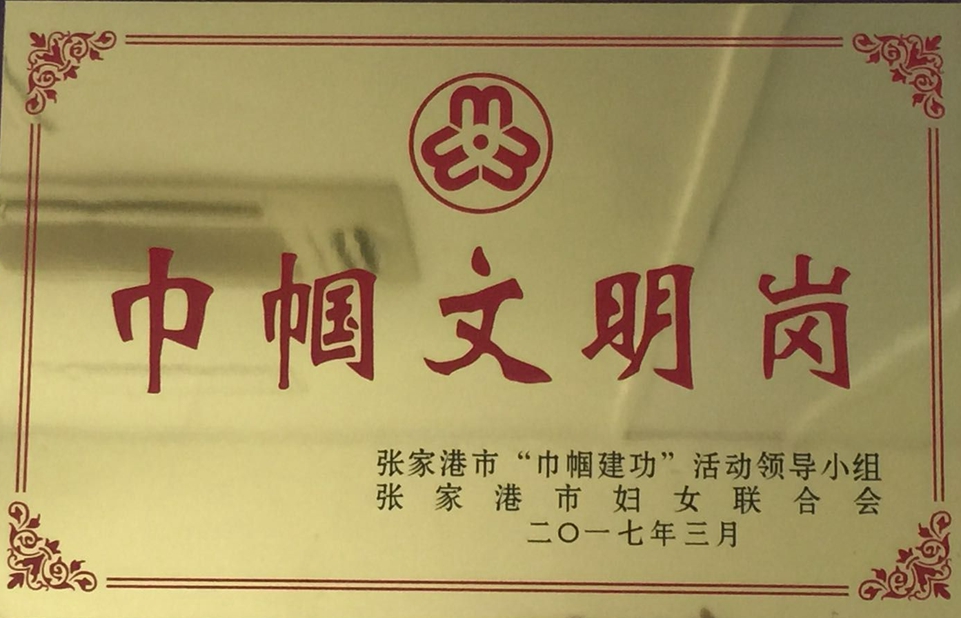 巾帼文明岗
张家港市“巾帼建功”活动领导小组
张家港市妇女联合会
二〇一七年三月